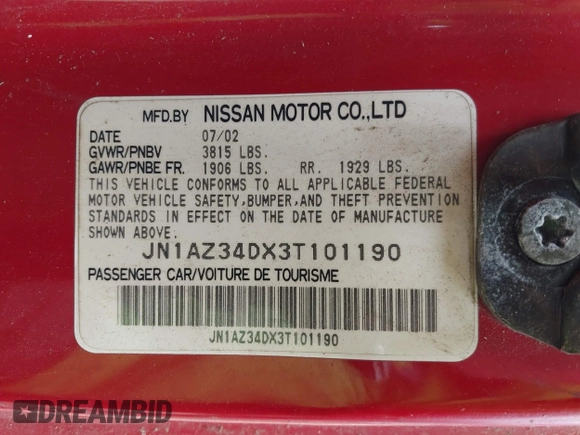 MFD.BY NISSAN MOTOR CO.,LTD
DATE 07/02
GVWR/PNBV 3815 LBS.
GAWR/PNBE FR. 1906 LBS. RR. 1929 LBS.
THIS VEHICLE CONFORMS TO ALL APPLICABLE FEDERAL
MOTOR VEHICLE SAFETY,BUMPER,AND THEFT PREVENTION
STANDARDS IN EFFECT ON THE DATE OF MANUFACTURE
SHOWN ABOVE.
JN1AZ34DX3T101190
PASSENGER CAR/VOITURE DE TOURISME
JN1AZ34DX3T101190
DREAMBID